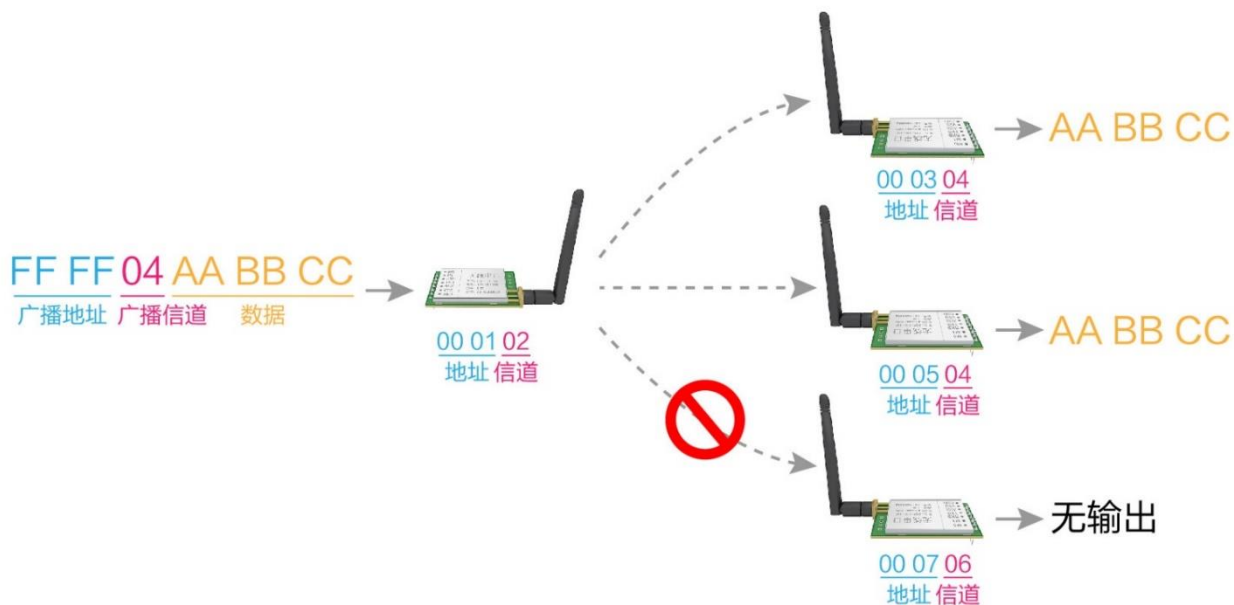 FF FF 04 AA BB CC
广播地址 广播信道 数据
00 01 02
地址 信道
AA BB CC
00 03 04
地址 信道
AA BB CC
00 05 04
地址 信道
无输出
00 07 06
地址 信道